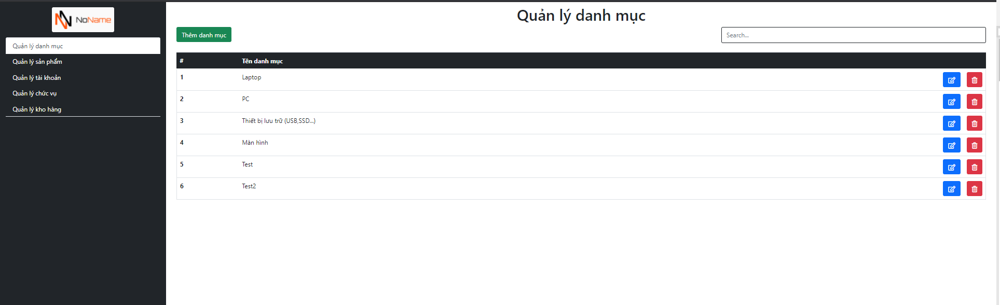 NoName
Quản lý danh mục
Quản lý sản phẩm
Quản lý tài khoản
Quản lý chức vụ
Quản lý kho hàng
Quản lý danh mục
Thêm danh mục
Search...
# Tên danh mục
1 Laptop
2 PC
3 Thiết bị lưu trữ (USB,SSD...)
4 Màn hình
5 Test
6 Test2